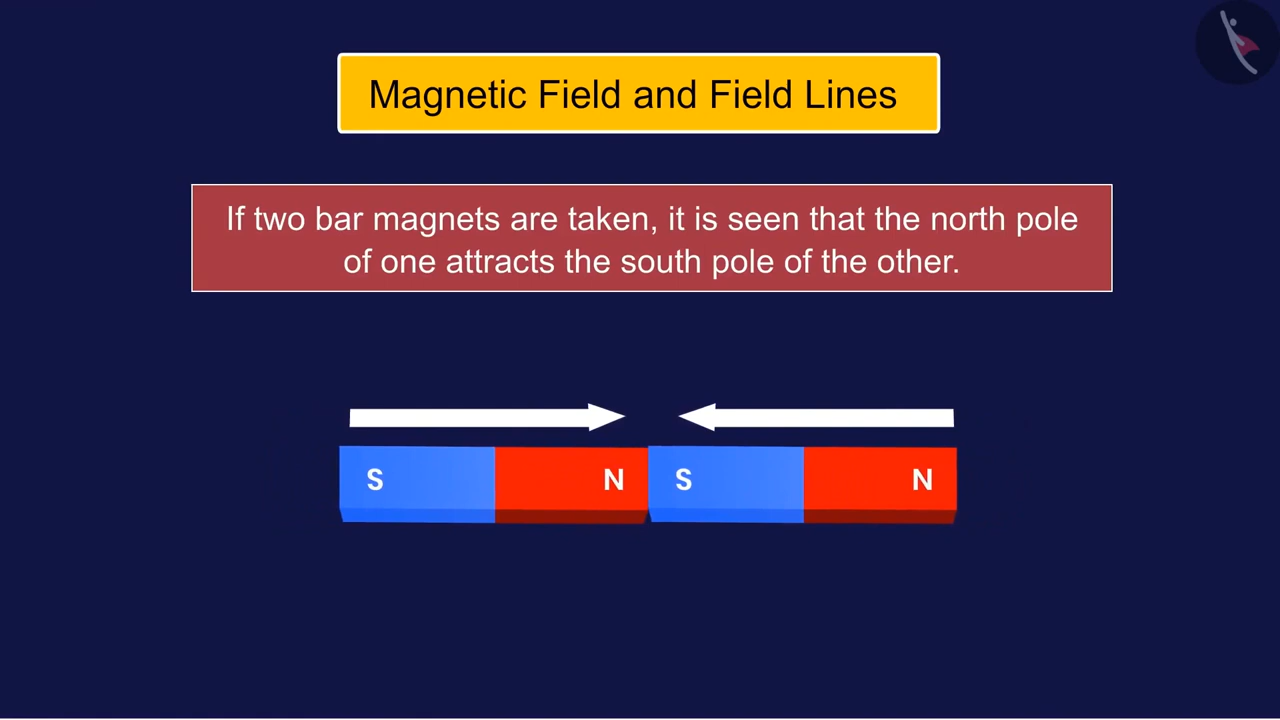 Magnetic Field and Field Lines
If two bar magnets are taken, it is seen that the north pole
of one attracts the south pole of the other.
S N S N